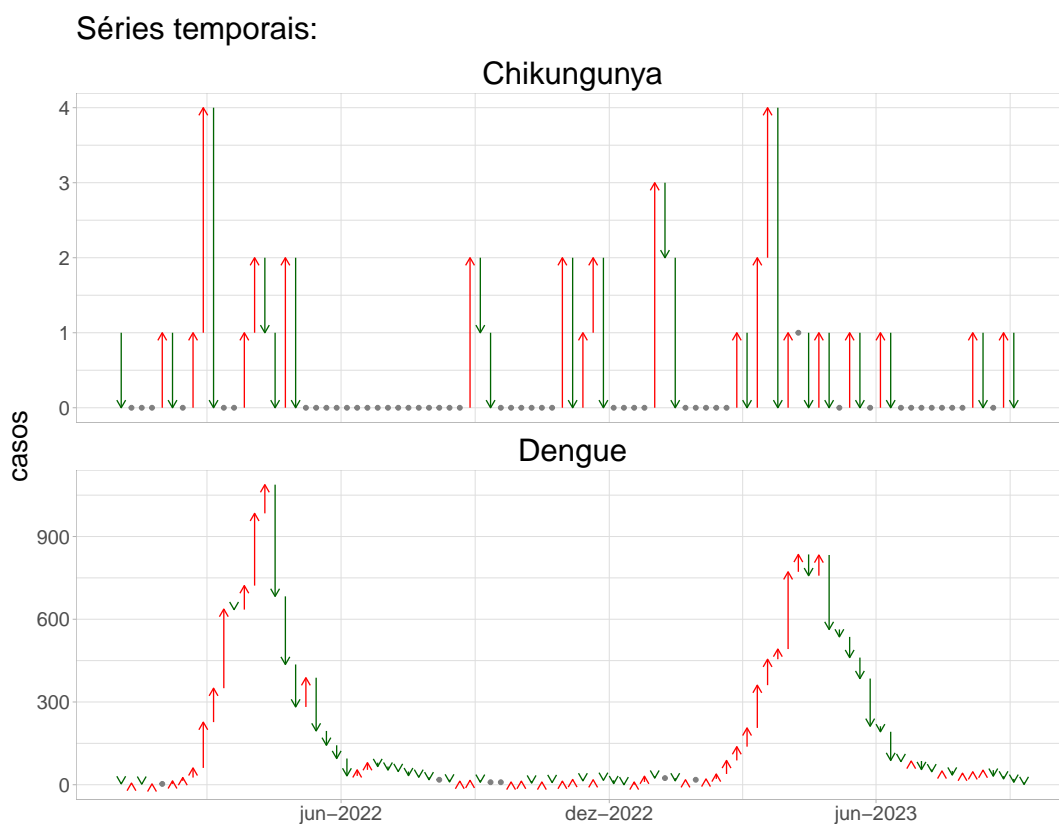 Séries temporais:
Chikungunya
4
3
2
1
0
casos
Dengue
900
600
300
0
jun−2022
dez−2022
jun−2023